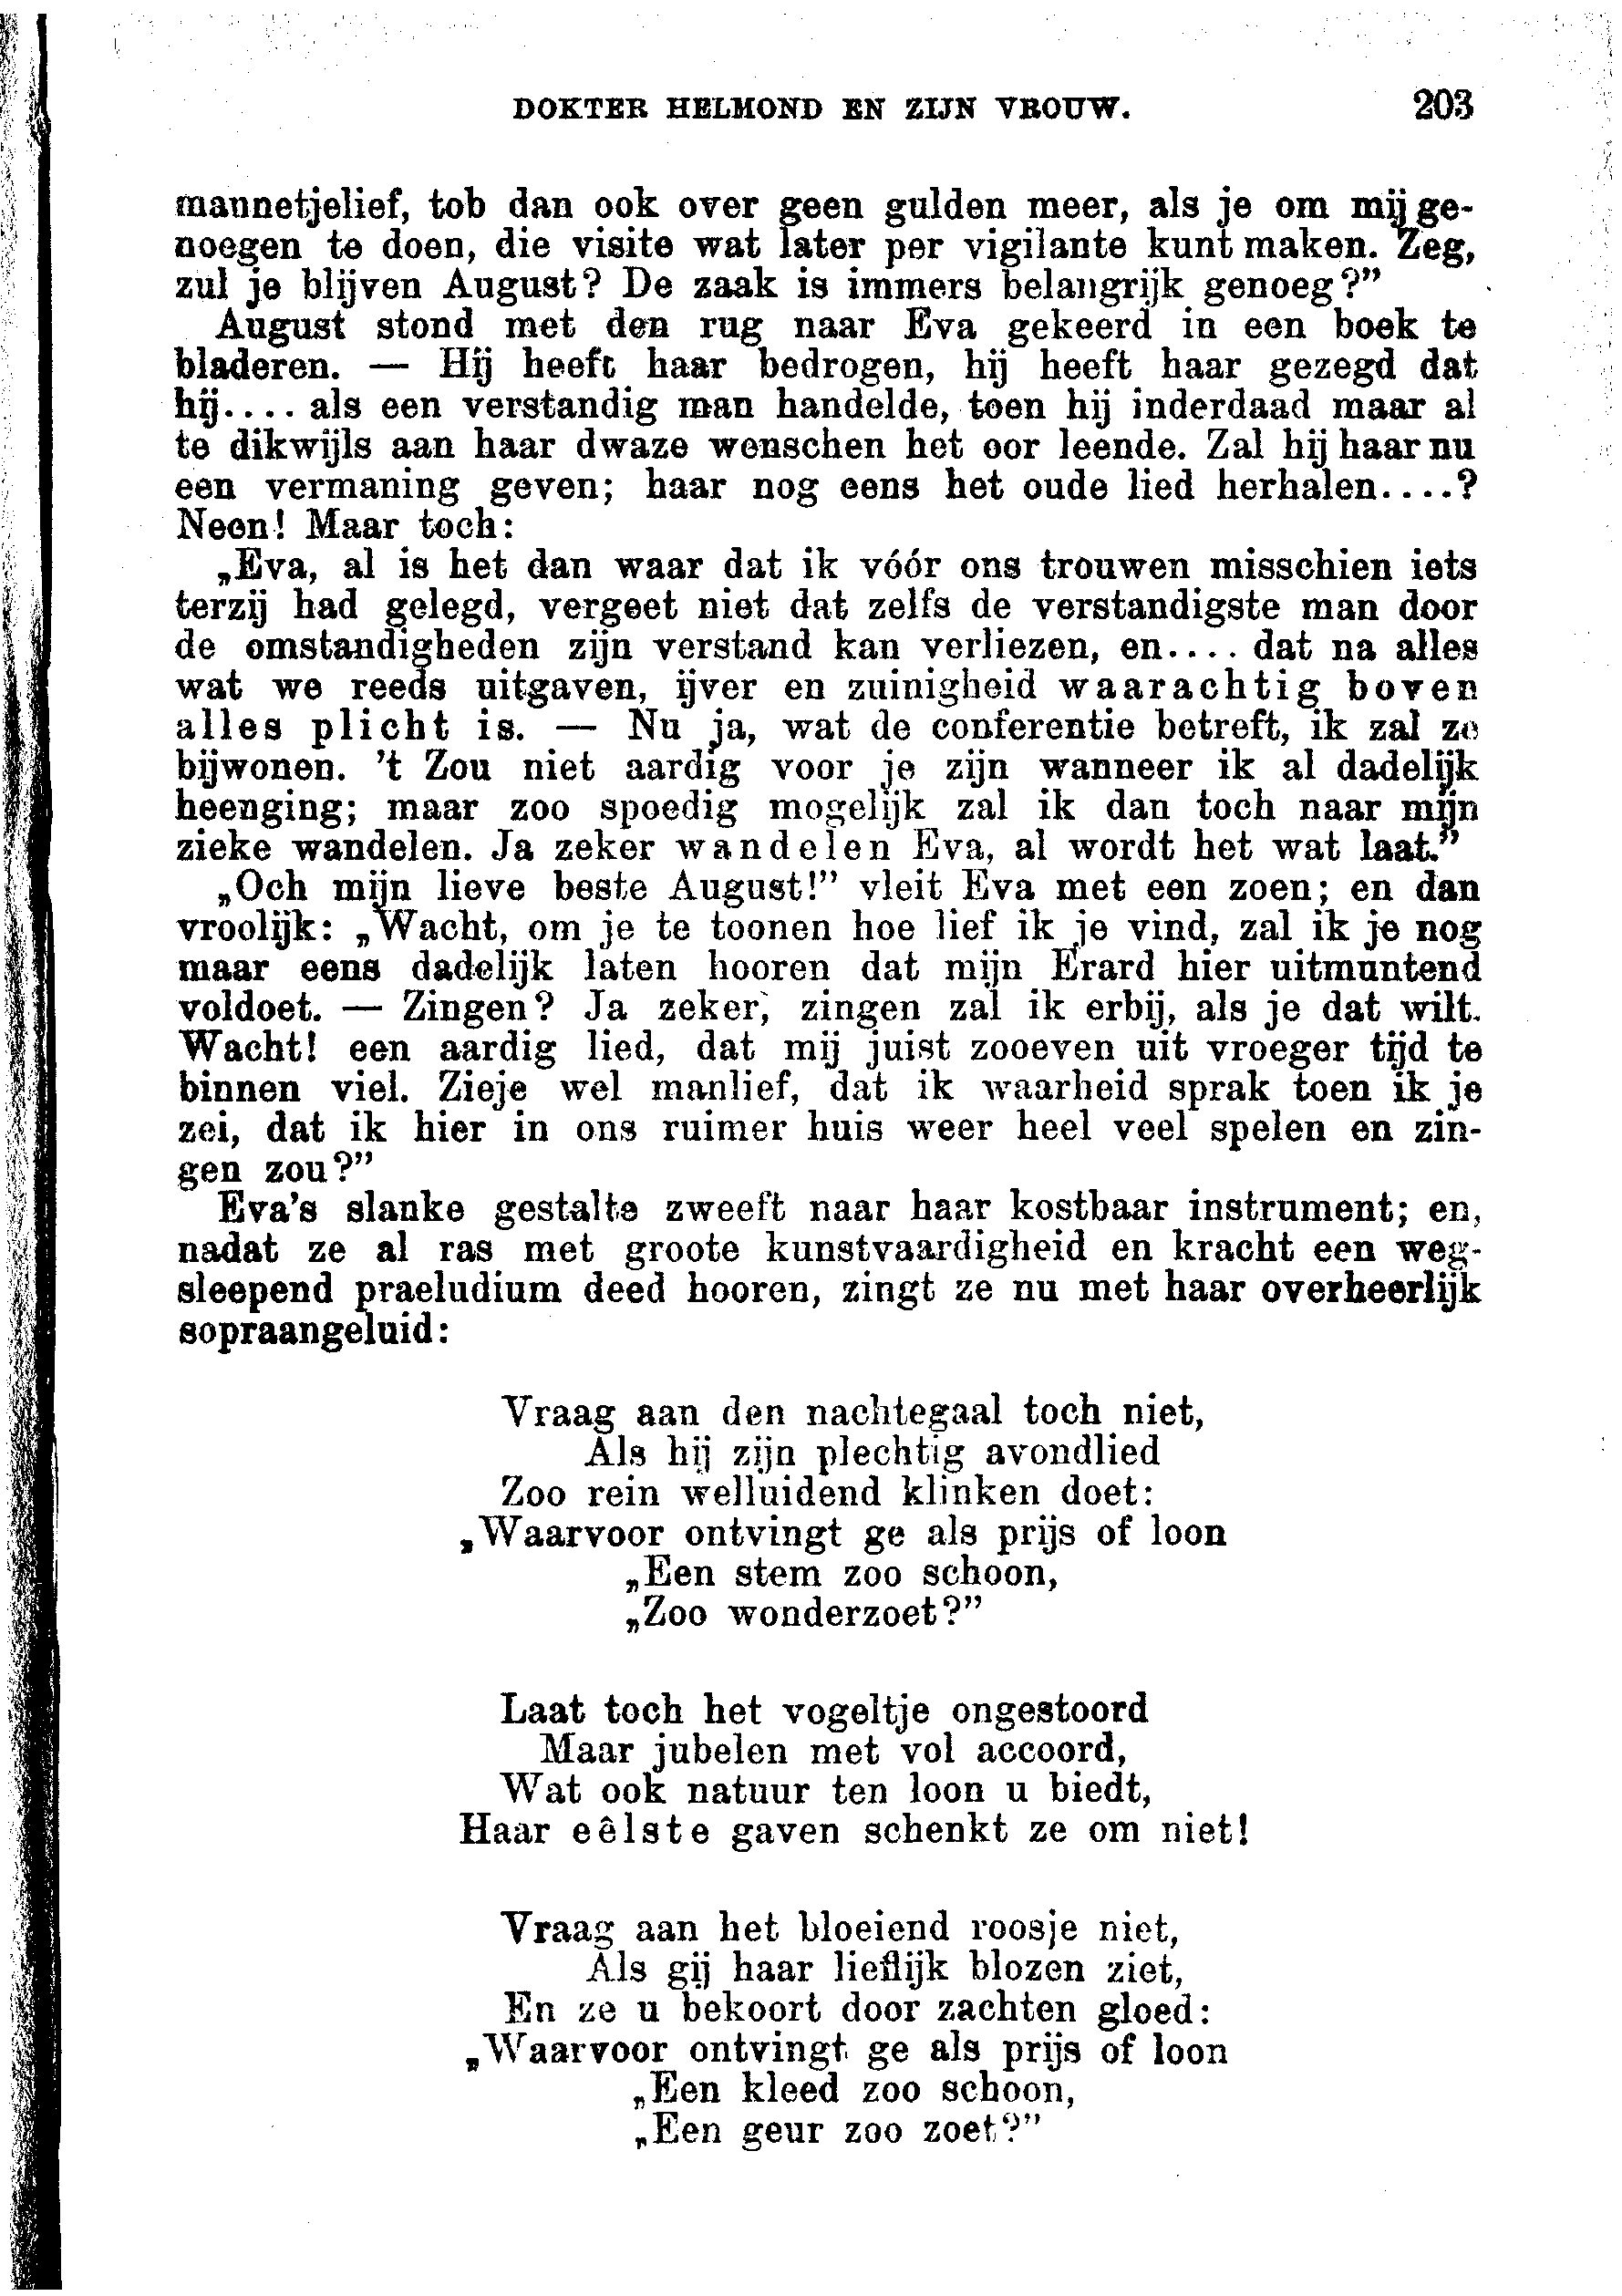 DOKTER HELMOND EN ZIJN VROUW. 203
mannetjelief, tob dan ook over geen gulden meer, als je om mij ge-
noegen te doen, die visite wat later per vigilante kunt maken. Zeg,
zul je blijven August? De zaak is immers belangrijk genoeg?”
August stond met den rug naar Eva gekeerd in een boek te
bladeren. — Hij heeft haar bedrogen, hij heeft haar gezegd dat
hij.... als een verstandig man handelde, toen hij inderdaad maar al
te dikwijls aan haar dwaze wenschen het oor leende. Zal hij haar nu
een vermaning geven; haar nog eens het oude lied herhalen....?
Neen! Maar toch:
„Eva, al is het dan waar dat ik vóór ons trouwen misschien iets
terzij had gelegd, vergeet niet dat zelfs de verstandigste man door
de omstandigheden zijn verstand kan verliezen, en.... dat na alles
wat we reeds uitgaven, ijver en zuinigheid waarachtig boven
alles plicht is. — Nu ja, wat de conferentie betreft, ik zal ze
bijwonen. 't Zou niet aardig voor je zijn wanneer ik al dadelijk
heenging; maar zoo spoedig mogelijk zal ik dan toch naar mijn
zieke wandelen. Ja zeker wandelen Eva, al wordt het wat laat.”
„Och mijn lieve beste August!” vleit Eva met een zoen; en dan
vroolijk: „Wacht, om je te toonen hoe lief ik je vind, zal ik je nog
maar eens dadelijk laten hooren dat mijn Erard hier uitmuntend
voldoet. — Zingen? Ja zeker, zingen zal ik erbij, als je dat wilt.
Wacht! een aardig lied, dat mij juist zooeven uit vroeger tijd te
binnen viel. Zieje wel manlief, dat ik waarheid sprak toen ik je
zei, dat ik hier in ons ruimer huis weer heel veel spelen en zin-
gen zou?”
Eva's slanke gestalte zweeft naar haar kostbaar instrument; en,
nadat ze al ras met groote kunstvaardigheid en kracht een weg-
sleepend praeludium deed hooren, zingt ze nu met haar overheerlijk
sopraangeluid:
Vraag aan den nachtegaal toch niet,
Als hij zijn plechtig avondlied
Zoo rein welluidend klinken doet:
„Waarvoor ontvingt ge als prijs of loon
„Een stem zoo schoon,
„Zoo wonderzoet?”
Laat toch het vogeltje ongestoord
Maar jubelen met vol accoord,
Wat ook natuur ten loon u biedt,
Haar eêlste gaven schenkt ze om niet!
Vraag aan het bloeiend roosje niet,
Als gij haar lieflijk blozen ziet,
En ze u bekoort door zachten gloed:
„Waarvoor ontvingt ge als prijs of loon
„Een kleed zoo schoon,
„Een geur zoo zoet?”